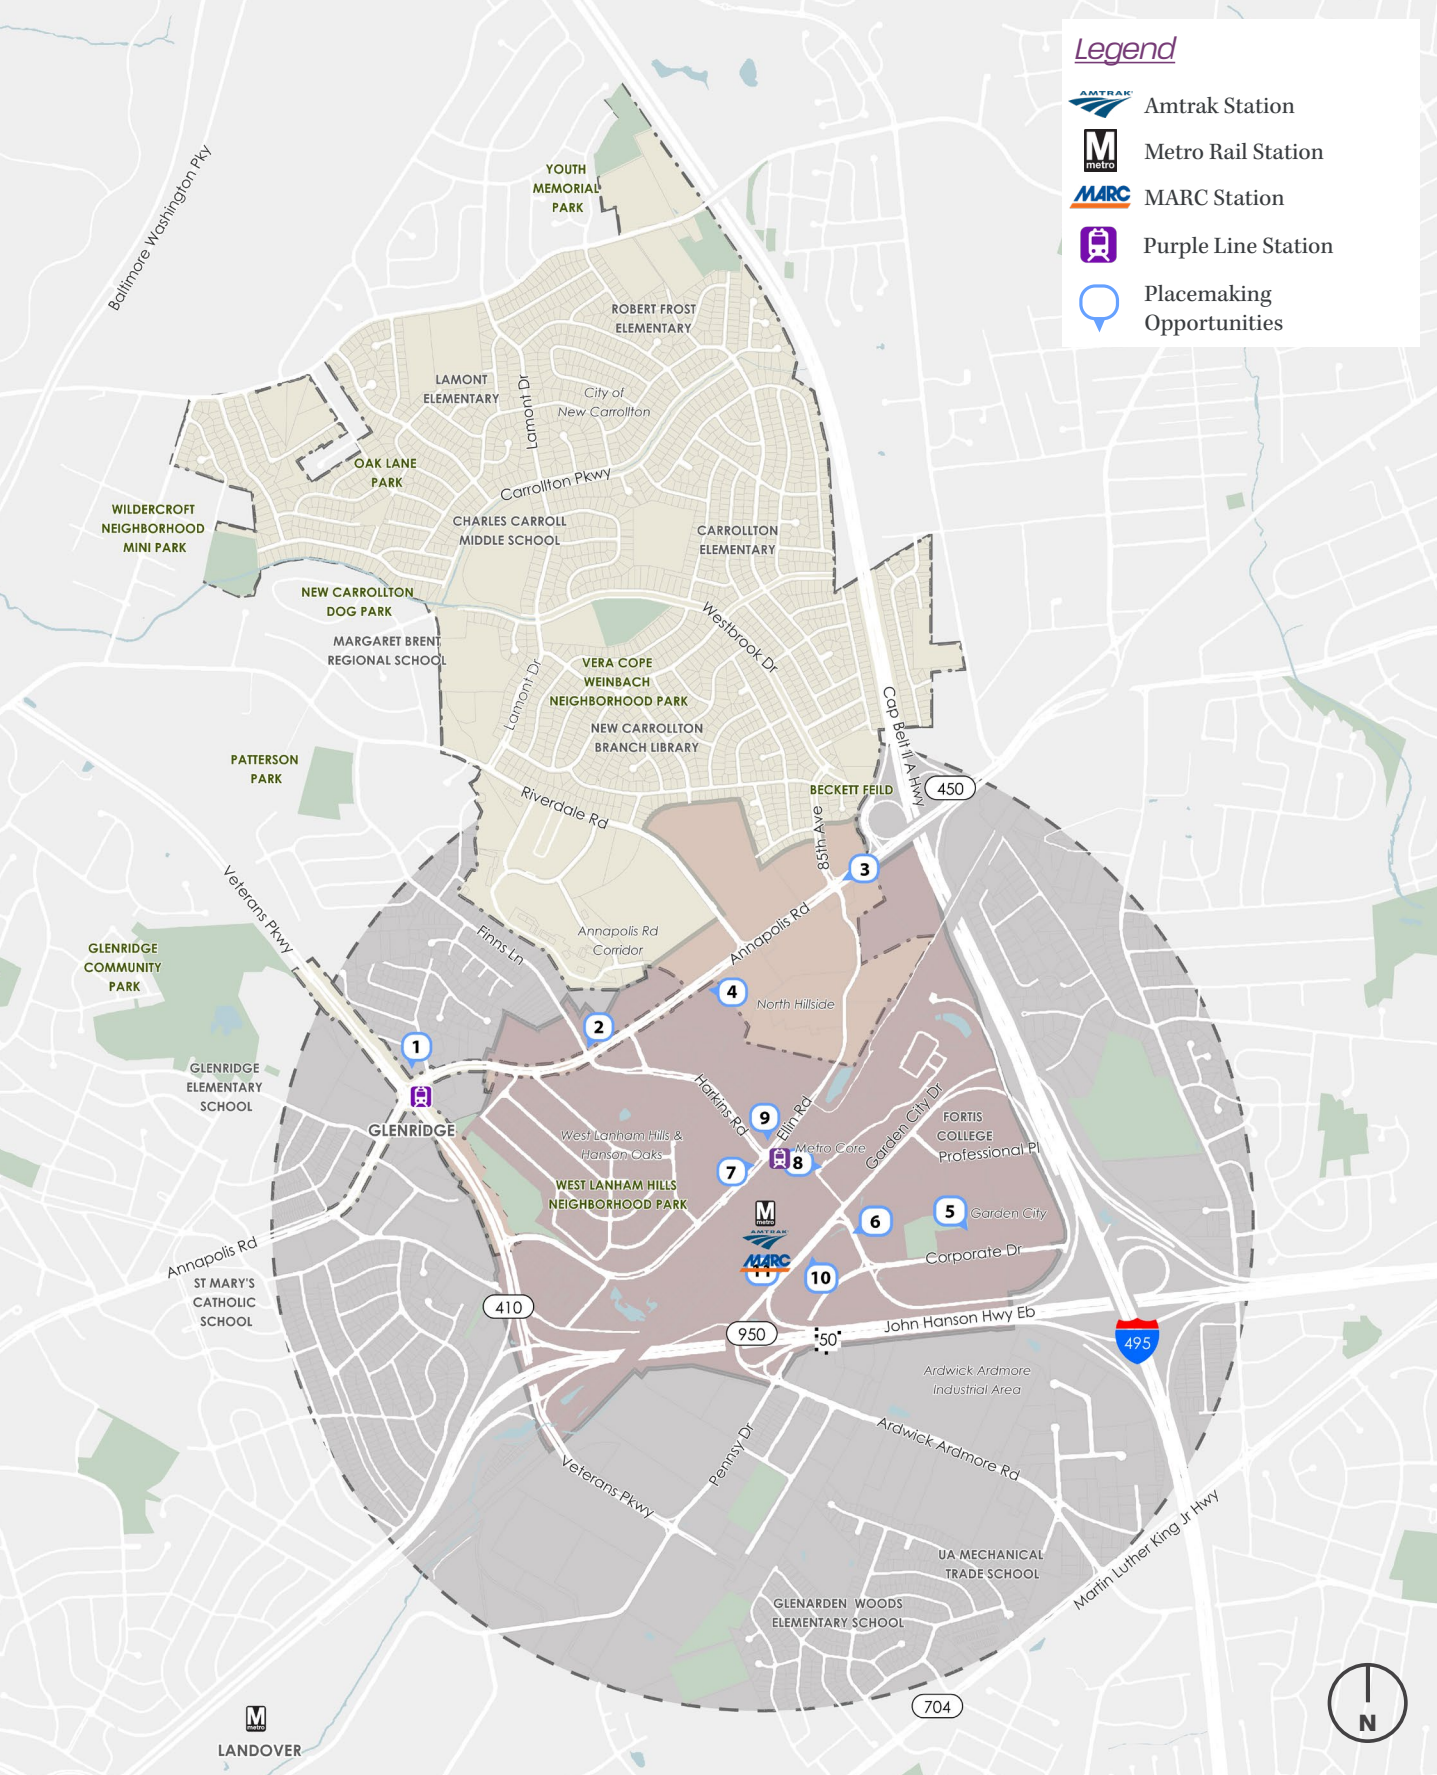 Legend
AMTRAK
Amtrak Station
M
metro
Metro Rail Station
MARC
MARC Station
Purple Line Station
Placemaking
Opportunities
Baltimore Washington Pky
YOUTH
MEMORIAL
PARK
ROBERT FROST
ELEMENTARY
LAMONT
ELEMENTARY
Lamont Dr
City of
New Carrollton
OAK LANE
PARK
Carrollton Pkwy
WILDERCROFT
NEIGHBORHOOD
MINI PARK
CHARLES CARROLL
MIDDLE SCHOOL
CARROLLTON
ELEMENTARY
NEW CARROLLTON
DOG PARK
MARGARET BRENT
REGIONAL SCHOOL
Westbrook Dr
Lamont Dr
VERA COPE
WEINBACH
NEIGHBORHOOD PARK
NEW CARROLLTON
BRANCH LIBRARY
Cap Belt Il A Hwy
PATTERSON
PARK
BECKETT FEILD
450
Riverdale Rd
85th Ave
3
Veterans Pkwy
Annapolis Rd
Annapolis Rd
Corridor
Finns Ln
GLENRIDGE
COMMUNITY
PARK
4
North Hillside
2
1
GLENRIDGE
ELEMENTARY
SCHOOL
GLENRIDGE
Harkins Rd
9
Ellin Rd
Garden City Dr
FORTIS
COLLEGE
Professional Pl
West Lanham Hills &
Hanson Oaks
Metro Core
7
8
WEST LANHAM HILLS
NEIGHBORHOOD PARK
M
metro
AMTRAK
MARC
11
6
5
Garden City
10
Corporate Dr
Annapolis Rd
ST MARY'S
CATHOLIC
SCHOOL
410
950
50
John Hanson Hwy Eb
495
Ardwick Ardmore
Industrial Area
Ardwick Ardmore Rd
Pennsy Dr
Veterans Pkwy
Martin Luther King Jr Hwy
UA MECHANICAL
TRADE SCHOOL
GLENARDEN WOODS
ELEMENTARY SCHOOL
704
M
metro
LANDOVER
N